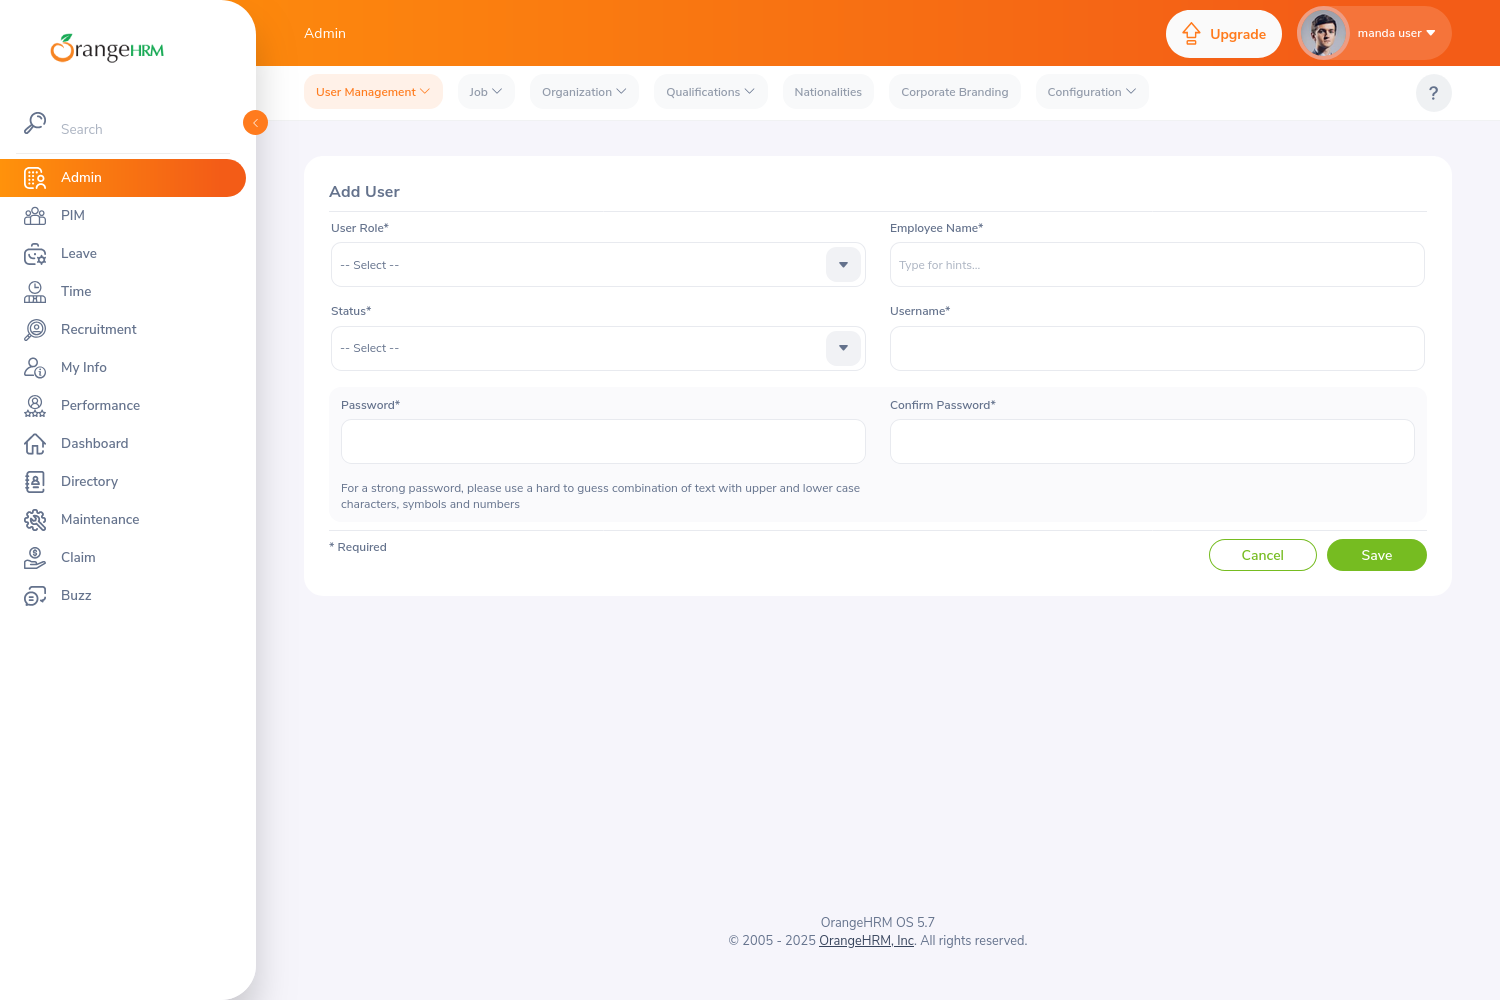 OrangeHRM
Search
Admin
PIM
Leave
Time
Recruitment
My Info
Performance
Dashboard
Directory
Maintenance
Claim
Buzz
Admin
Upgrade
manda user
User Management
Job
Organization
Qualifications
Nationalities
Corporate Branding
Configuration
?
Add User
User Role*
Employee Name*
-- Select --
Type for hints...
Status*
Username*
-- Select --
Password*
Confirm Password*
For a strong password, please use a hard to guess combination of text with upper and lower case
characters, symbols and numbers
* Required
Cancel
Save
OrangeHRM OS 5.7
© 2005 - 2025 OrangeHRM, Inc. All rights reserved.